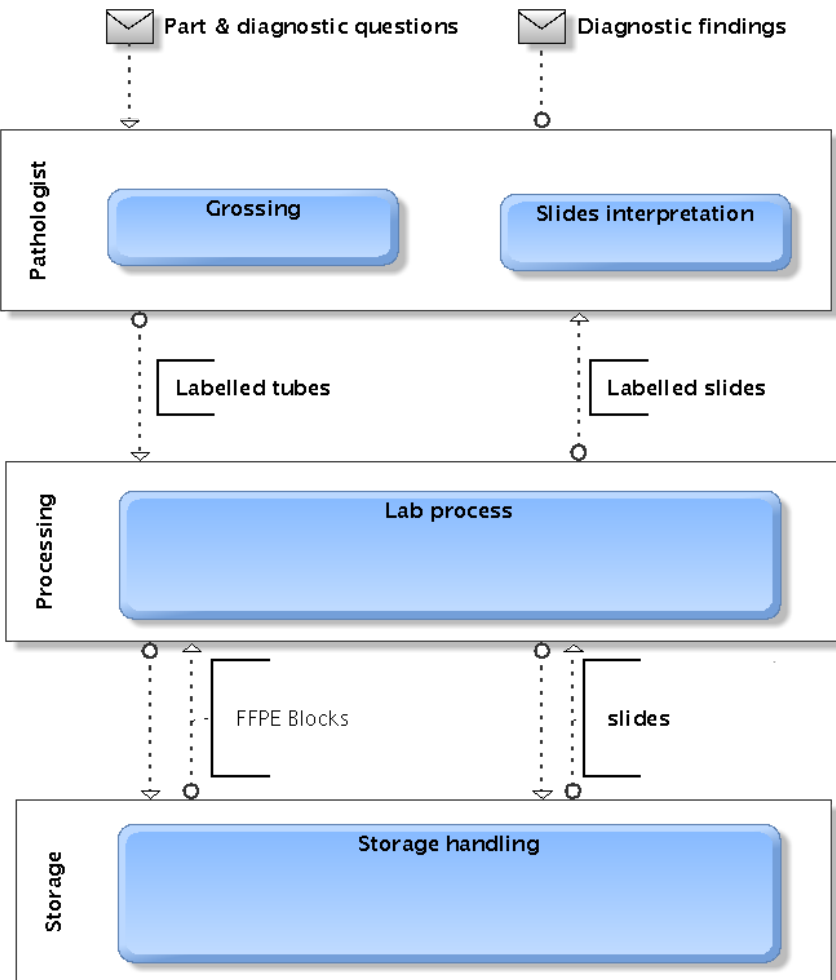 Part & diagnostic questions
Diagnostic findings
Pathologist
Grossing
Slides interpretation
Labelled tubes
Labelled slides
Processing
Lab process
FFPE Blocks
slides
Storage
Storage handling